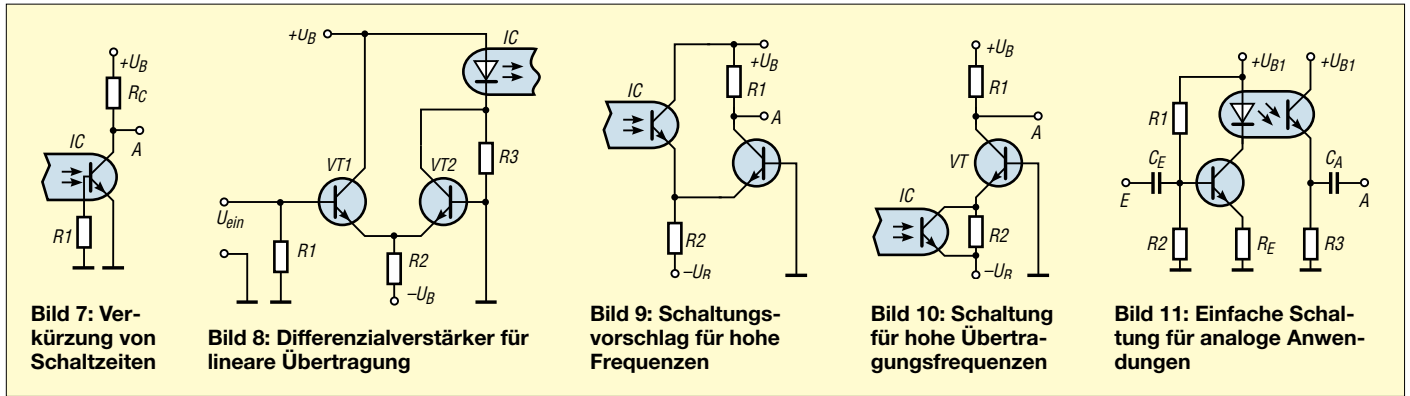 +U_B
R_C
IC
A
R1
Bild 7: Ver-
kürzung von
Schaltzeiten
+U_B
IC
R3
VT1
VT2
U_ein
R1
R2
–U_B
Bild 8: Differenzialverstärker für
lineare Übertragung
+U_B
IC
R1
A
R2
–U_B
Bild 9: Schaltungs-
vorschlag für hohe
Frequenzen
+U_B
R1
A
VT
IC
R2
–U_B
Bild 10: Schaltung
für hohe Übertra-
gungsfrequenzen
+U_B1
+U_B1
IC
R1
C_E
C_A
E
A
R2
R_E
R3
Bild 11: Einfache Schal-
tung für analoge Anwen-
dungen